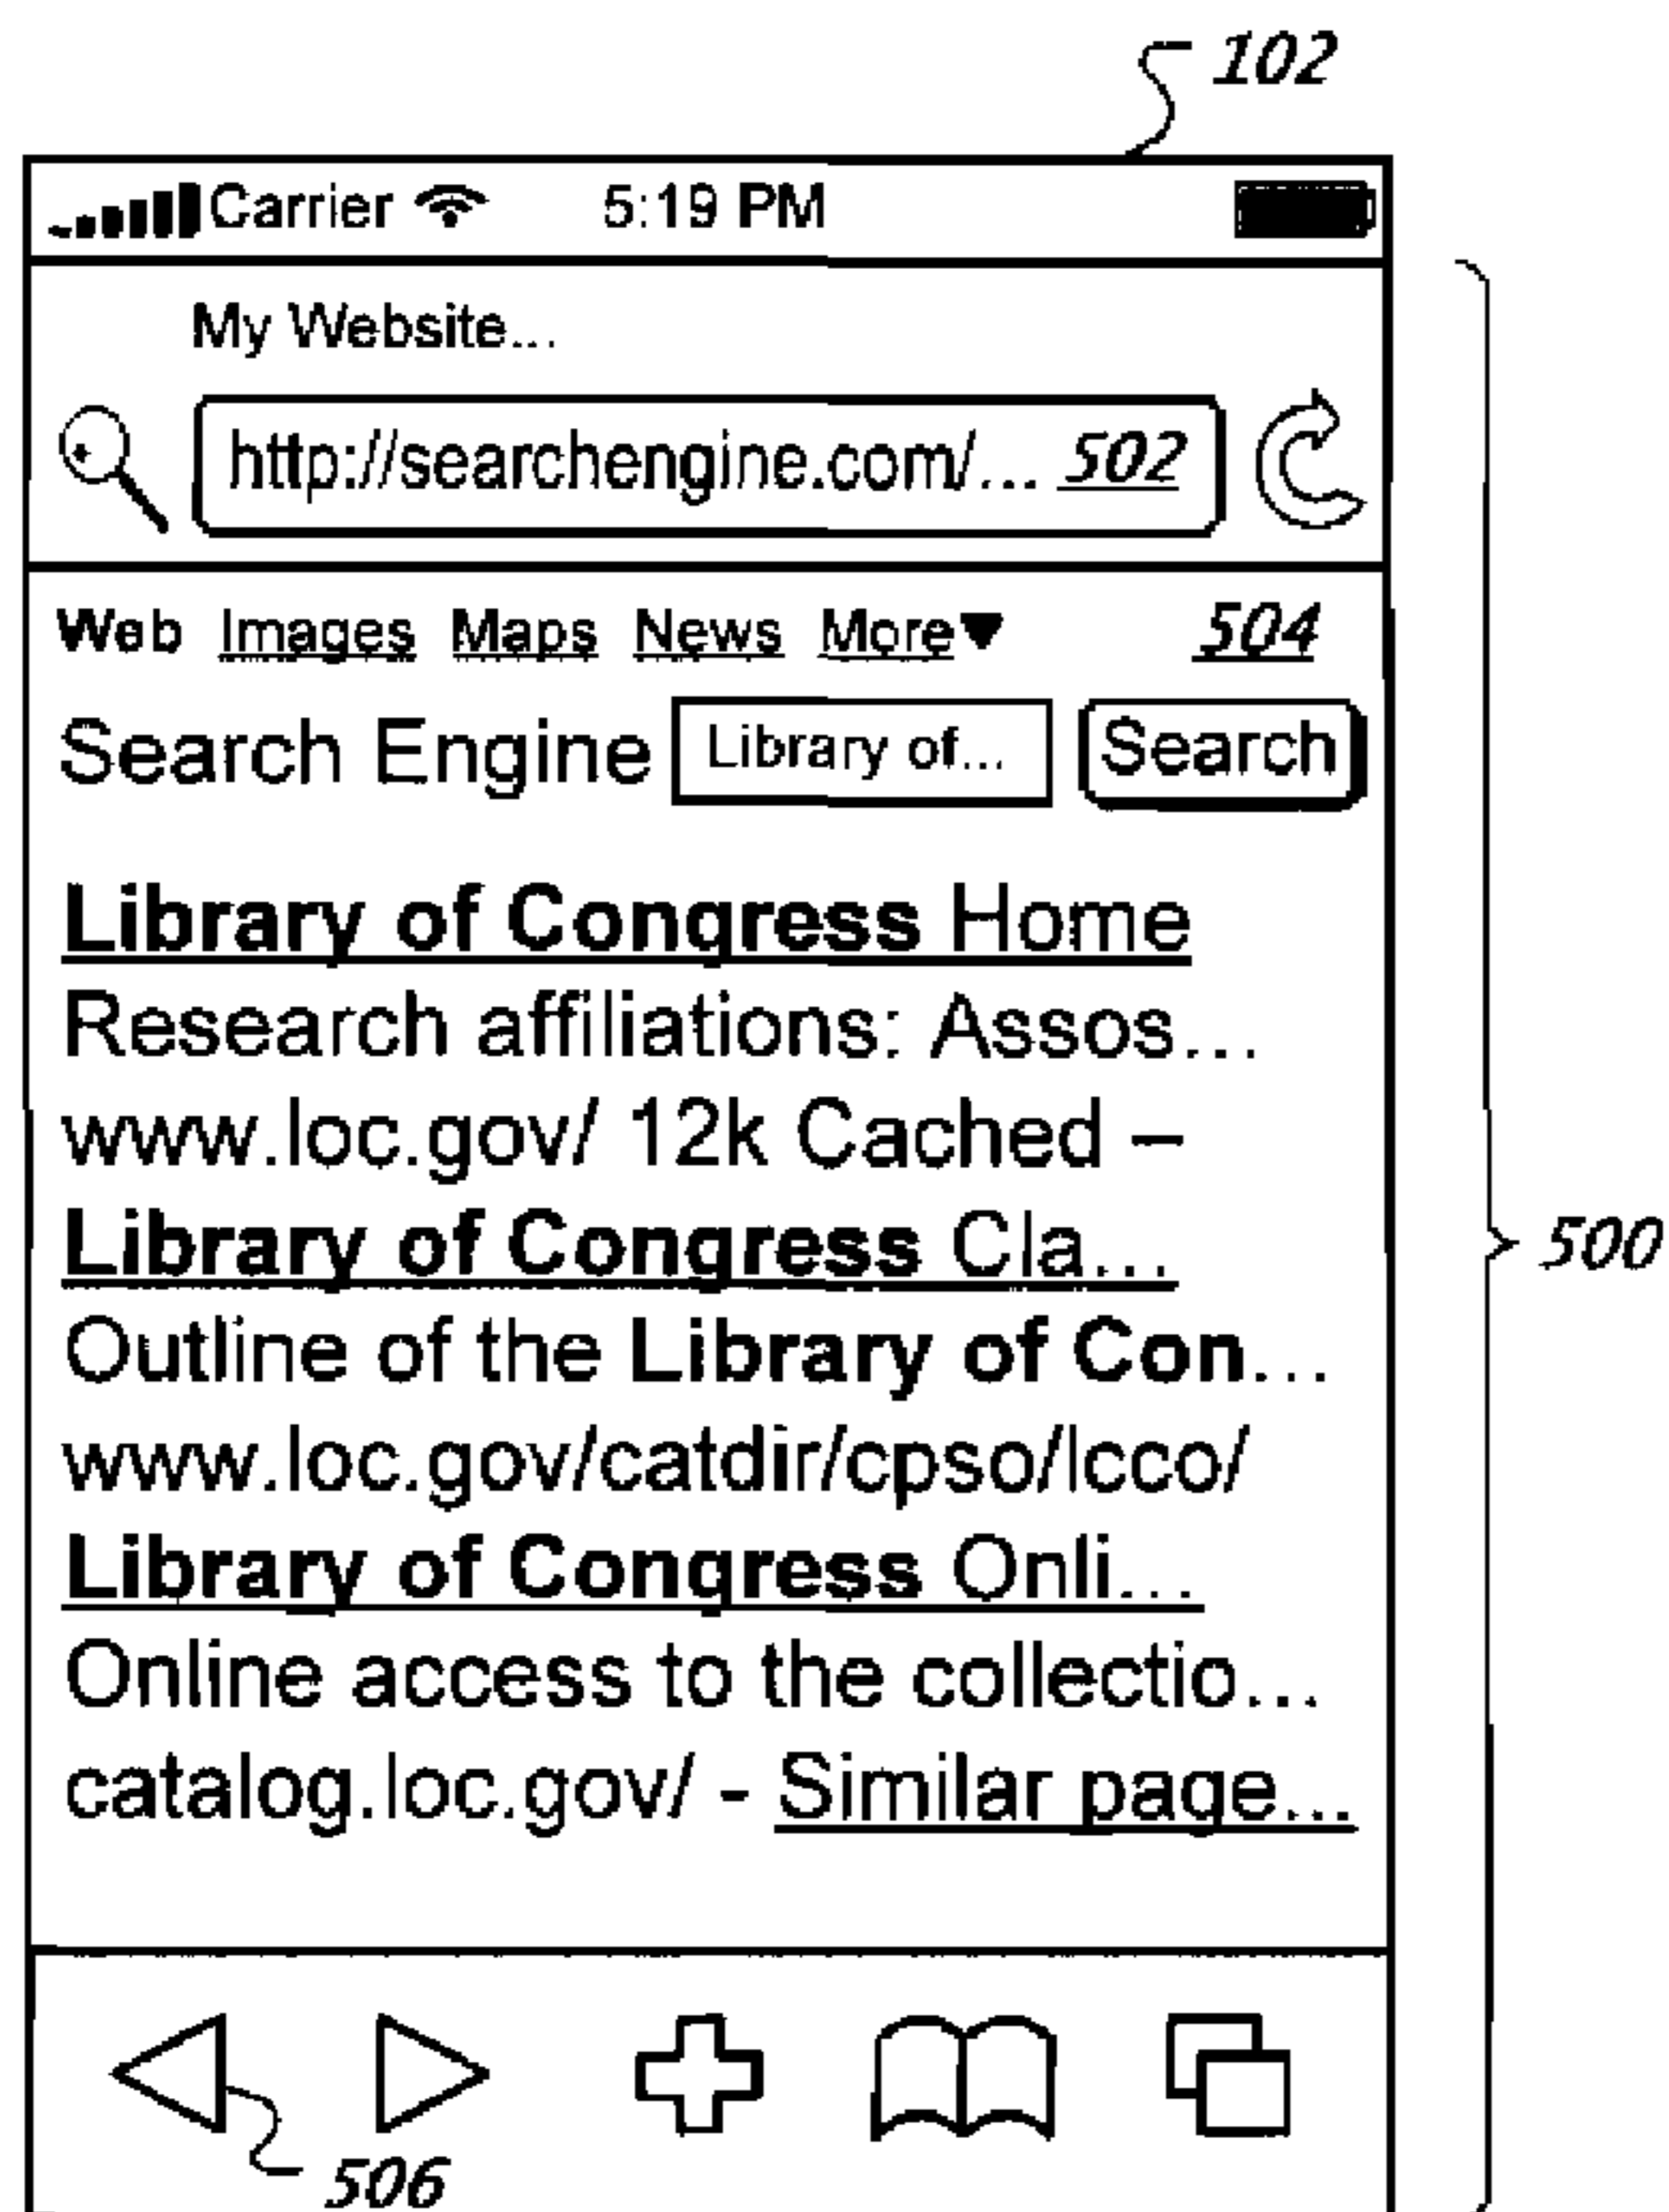 102
Carrier 5:19 PM
My Website...
http://searchengine.com/... 502
Web Images Maps News More 504
Search Engine Library of... Search
Library of Congress Home
Research affiliations: Assos...
www.loc.gov/ 12k Cached –
Library of Congress Cla...
500
Outline of the Library of Con...
www.loc.gov/catdir/cpso/lcco/
Library of Congress Onli...
Online access to the collectio...
catalog.loc.gov/ - Similar page...
506